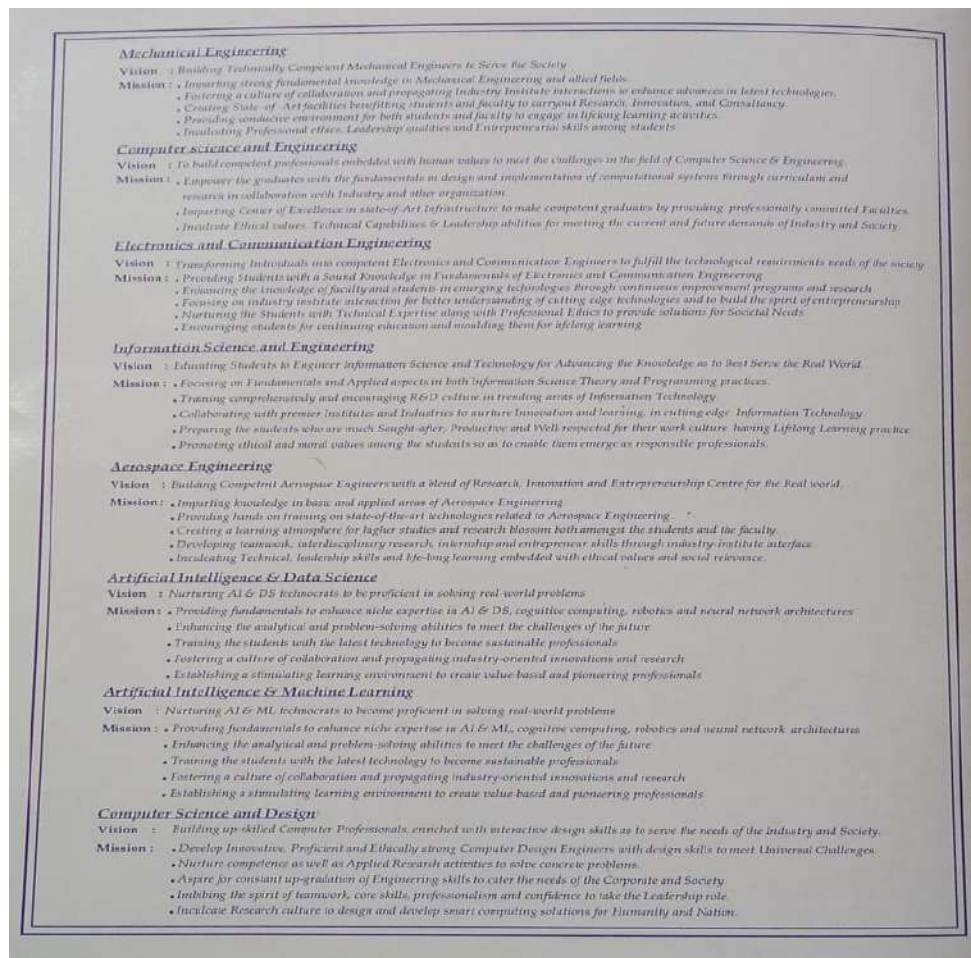 Mechanical Engineering
Vision : Building Technically Competent Mechanical Engineers to Serve the Society
Mission : • Imparting strong fundamental knowledge in Mechanical Engineering and allied fields.
• Fostering a culture of collaboration and propagating Industry Institute interactions to enhance advances in latest technologies.
• Creating State-of-Art facilities benefitting students and faculty to carryout Research, Innovation, and Consultancy.
• Providing conducive environment for both students and faculty to engage in lifelong learning activities.
• Inculcating Professional ethics, Leadership qualities and Entrepreneurial skills among students
Computer science and Engineering
Vision : To build competent professionals embedded with human values to meet the challenges in the field of Computer Science & Engineering.
Mission : • Empower the graduates with the fundamentals in design and implementation of computational systems through curriculum and
research in collaboration with Industry and other organization.
• Imparting Center of Excellence in state-of-Art Infrastructure to make competent graduates by providing professionally committed Faculties.
• Inculcate Ethical values, Technical Capabilities & Leadership abilities for meeting the current and future demands of Industry and Society
Electronics and Communication Engineering
Vision : Transforming Individuals into competent Electronics and Communication Engineers to fulfill the technological requirements needs of the society
Mission : • Providing Students with a Sound Knowledge in Fundamentals of Electronics and Communication Engineering
• Enhancing the knowledge of faculty and students in emerging technologies through continuous improvement programs and research
• Focusing on industry institute interaction for better understanding of cutting edge technologies and to build the spirit of entrepreneurship
• Nurturing the Students with Technical Expertise along with Professional Ethics to provide solutions for Societal Needs
• Encouraging students for continuing education and moulding them for lifelong learning
Information Science and Engineering
Vision : Educating Students to Engineer Information Science and Technology for Advancing the Knowledge as to Best Serve the Real World.
Mission : • Focusing on Fundamentals and Applied aspects in both Information Science Theory and Programming practices.
• Training comprehensively and encouraging R&D culture in trending areas of Information Technology
• Collaborating with premier Institutes and Industries to nurture Innovation and learning, in cutting edge Information Technology
• Preparing the students who are much Sought-after, Productive and Well-respected for their work culture having Lifelong Learning practice
• Promoting ethical and moral values among the students so as to enable them emerge as responsible professionals.
Aerospace Engineering
Vision : Building Competent Aerospace Engineers with a blend of Research, Innovation and Entrepreneurship Centre for the Real world.
Mission : • Imparting knowledge in basic and applied areas of Aerospace Engineering
• Providing hands on training on state-of-the-art technologies related to Aerospace Engineering.
• Creating a learning atmosphere for higher studies and research blossom both amongst the students and the faculty.
• Developing teamwork, interdisciplinary research, internship and entrepreneur skills through industry-institute interface.
• Inculcating Technical, leadership skills and life-long learning embedded with ethical values and social relevance.
Artificial Intelligence & Data Science
Vision : Nurturing AI & DS technocrats to be proficient in solving real-world problems
Mission : • Providing fundamentals to enhance niche expertise in AI & DS, cognitive computing, robotics and neural network architectures
• Enhancing the analytical and problem-solving abilities to meet the challenges of the future
• Training the students with the latest technology to become sustainable professionals
• Fostering a culture of collaboration and propagating industry-oriented innovations and research
• Establishing a stimulating learning environment to create value-based and pioneering professionals
Artificial Intelligence & Machine Learning
Vision : Nurturing AI & ML technocrats to become proficient in solving real-world problems
Mission : • Providing fundamentals to enhance niche expertise in AI & ML, cognitive computing, robotics and neural network architectures
• Enhancing the analytical and problem-solving abilities to meet the challenges of the future
• Training the students with the latest technology to become sustainable professionals
• Fostering a culture of collaboration and propagating industry-oriented innovations and research
• Establishing a stimulating learning environment to create value-based and pioneering professionals
Computer Science and Design
Vision : Building up-skilled Computer Professionals, enriched with interactive design skills as to serve the needs of the Industry and Society.
Mission : • Develop Innovative, Proficient and Ethically strong Computer Design Engineers with design skills to meet Universal Challenges
• Nurture competence as well as Applied Research activities to solve concrete problems.
• Aspire for constant up-gradation of Engineering skills to cater the needs of the Corporate and Society
• Imbibing the spirit of teamwork, core skills, professionalism and confidence to take the Leadership role
• Inculcate Research culture to design and develop smart computing solutions for Humanity and Nation.